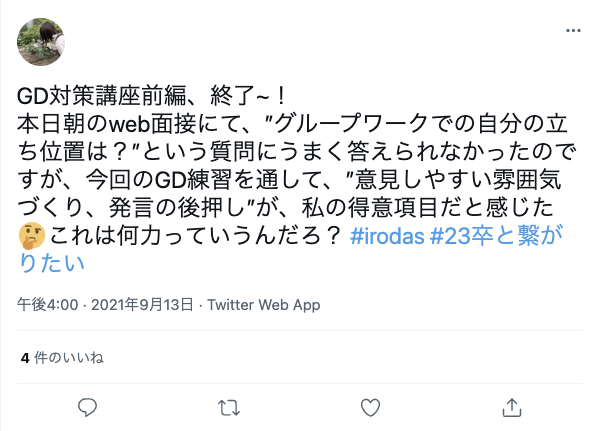 GD対策講座前編、終了~！
本日朝のweb面接にて、"グループワークでの自分の立
ち位置は？"という質問にうまく答えられなかったので
すが、今回のGD練習を通して、"意見しやすい雰囲気
づくり、発言の後押し"が、私の得意項目だと感じた
🤔これは何力っていうんだろ？ #irodas #23卒と繋が
りたい
午後4:00 · 2021年9月13日 · Twitter Web App
4 件のいいね